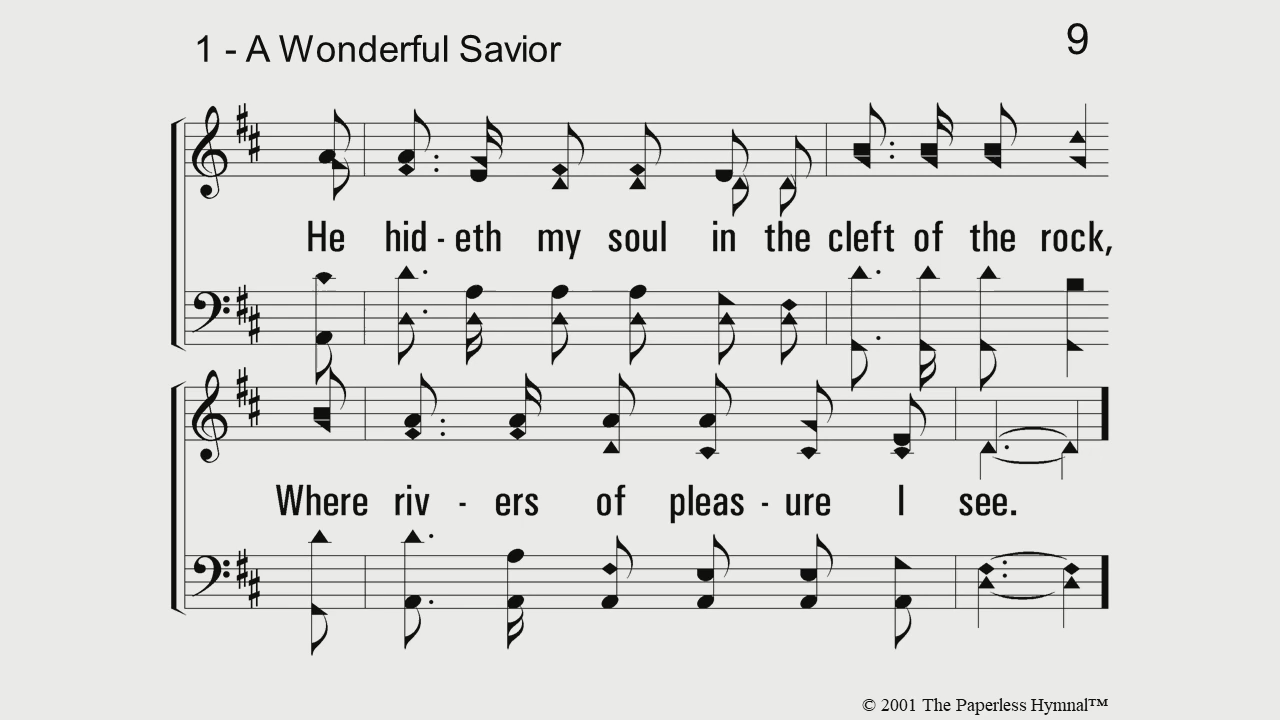 1 - A Wonderful Savior
9
He hid - eth my soul in the cleft of the rock,
Where riv - ers of pleas - ure I see.
© 2001 The Paperless Hymnal™